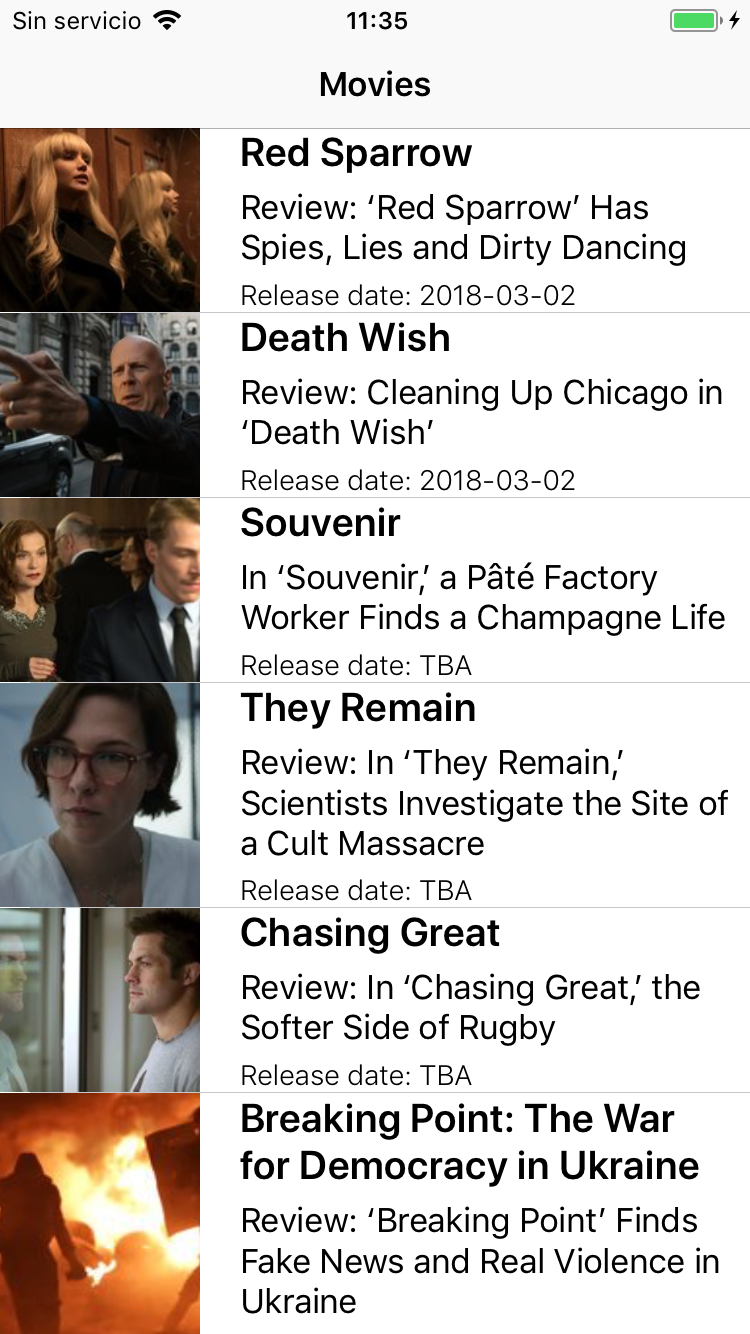 Sin servicio 11:35
Movies
Red Sparrow
Review: ‘Red Sparrow’ Has
Spies, Lies and Dirty Dancing
Release date: 2018-03-02
Death Wish
Review: Cleaning Up Chicago in
‘Death Wish’
Release date: 2018-03-02
Souvenir
In ‘Souvenir,’ a Pâté Factory
Worker Finds a Champagne Life
Release date: TBA
They Remain
Review: In ‘They Remain,’
Scientists Investigate the Site of
a Cult Massacre
Release date: TBA
Chasing Great
Review: In ‘Chasing Great,’ the
Softer Side of Rugby
Release date: TBA
Breaking Point: The War
for Democracy in Ukraine
Review: ‘Breaking Point’ Finds
Fake News and Real Violence in
Ukraine